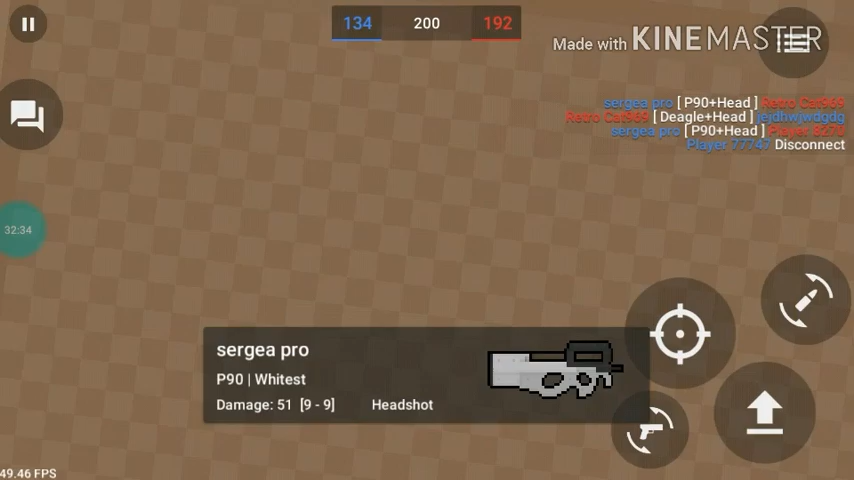 134 200 192
Made with KINEMASTER
sergea pro [ P90+Head ] Retro Cat969
Retro Cat969 [ Deagle+Head ] jejdhwjwdgdg
sergea pro [ P90+Head ] Player 8270
Player 77747 Disconnect
32:34
sergea pro
P90 | Whitest
Damage: 51 [9 - 9] Headshot
49.46 FPS